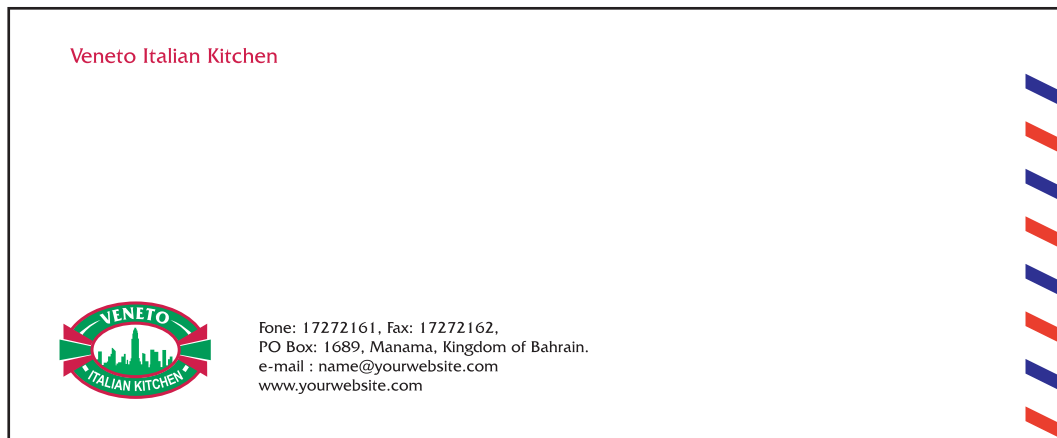 Veneto Italian Kitchen
VENETO
ITALIAN KITCHEN
Fone: 17272161, Fax: 17272162,
PO Box: 1689, Manama, Kingdom of Bahrain.
e-mail : name@yourwebsite.com
www.yourwebsite.com